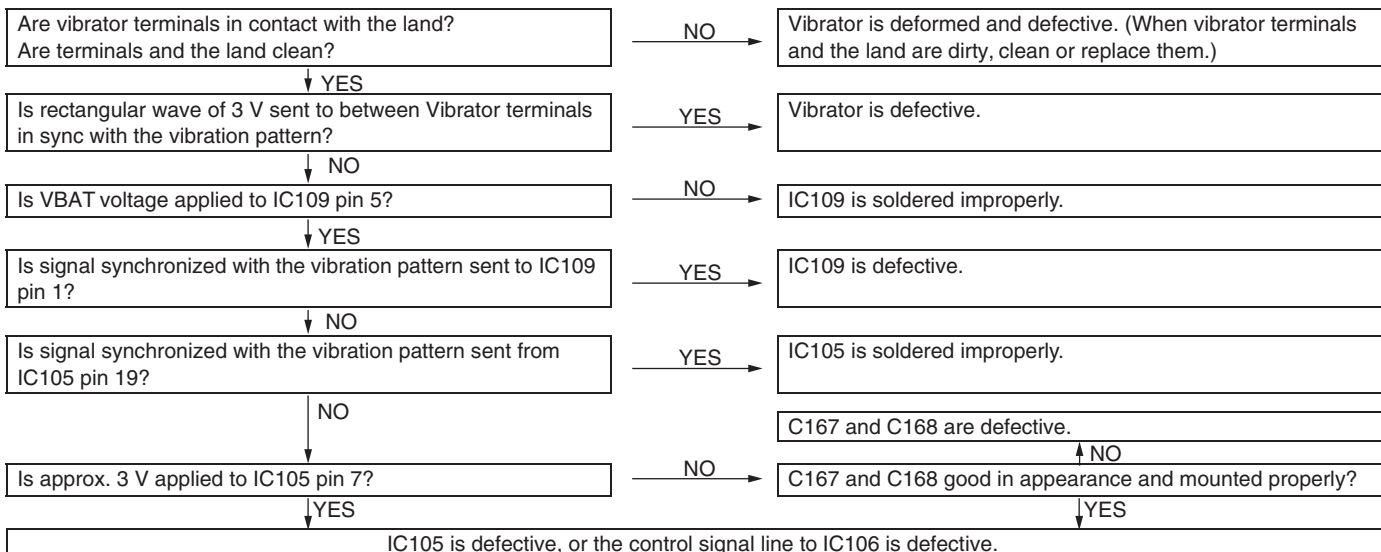 Are vibrator terminals in contact with the land?
Are terminals and the land clean?
NO
Vibrator is deformed and defective. (When vibrator terminals
and the land are dirty, clean or replace them.)
YES
Is rectangular wave of 3 V sent to between Vibrator terminals
in sync with the vibration pattern?
YES
Vibrator is defective.
NO
Is VBAT voltage applied to IC109 pin 5?
NO
IC109 is soldered improperly.
YES
Is signal synchronized with the vibration pattern sent to IC109
pin 1?
YES
IC109 is defective.
NO
Is signal synchronized with the vibration pattern sent from
IC105 pin 19?
YES
IC105 is soldered improperly.
NO
C167 and C168 are defective.
NO
Is approx. 3 V applied to IC105 pin 7?
NO
C167 and C168 good in appearance and mounted properly?
YES
YES
IC105 is defective, or the control signal line to IC106 is defective.